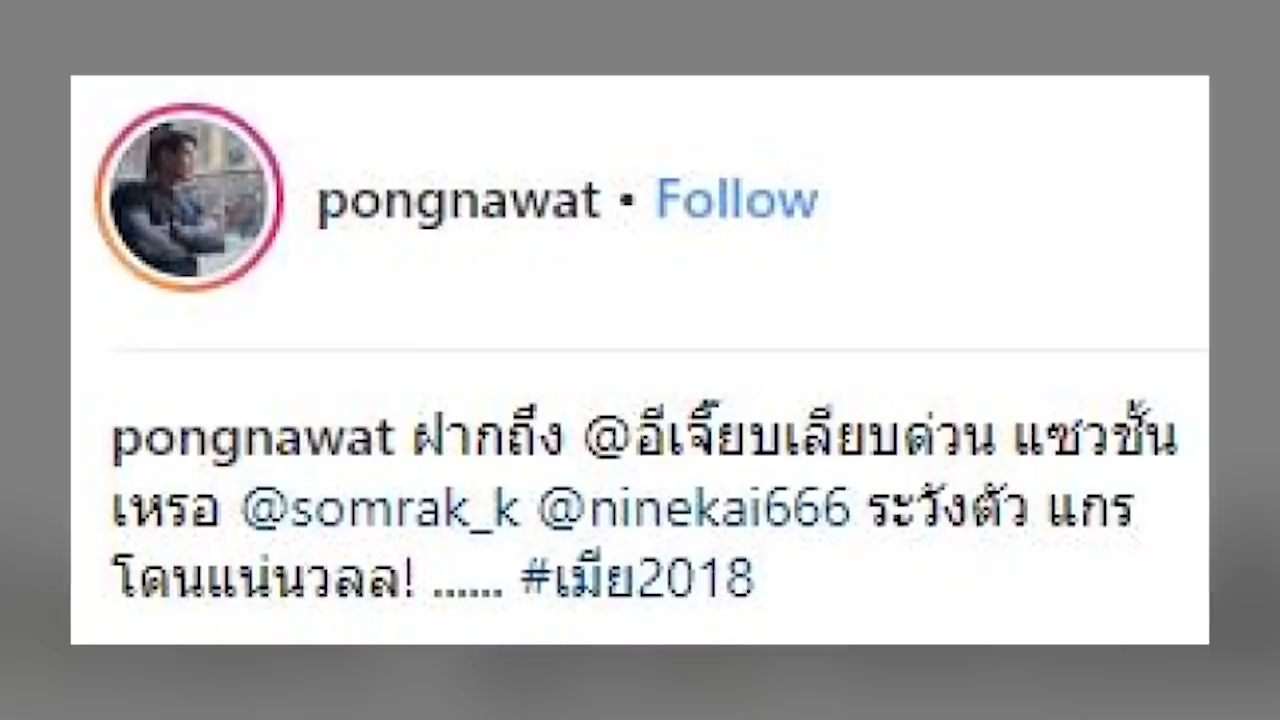 pongnawat • Follow
pongnawat ฝากถึง @อีเจี๊ยบเลียบด่วน แซวชั้น
เหรอ @somrak_k @ninekai666 ระวังตัว แกร
โดนแน่นวลล! ...... #เมีย2018